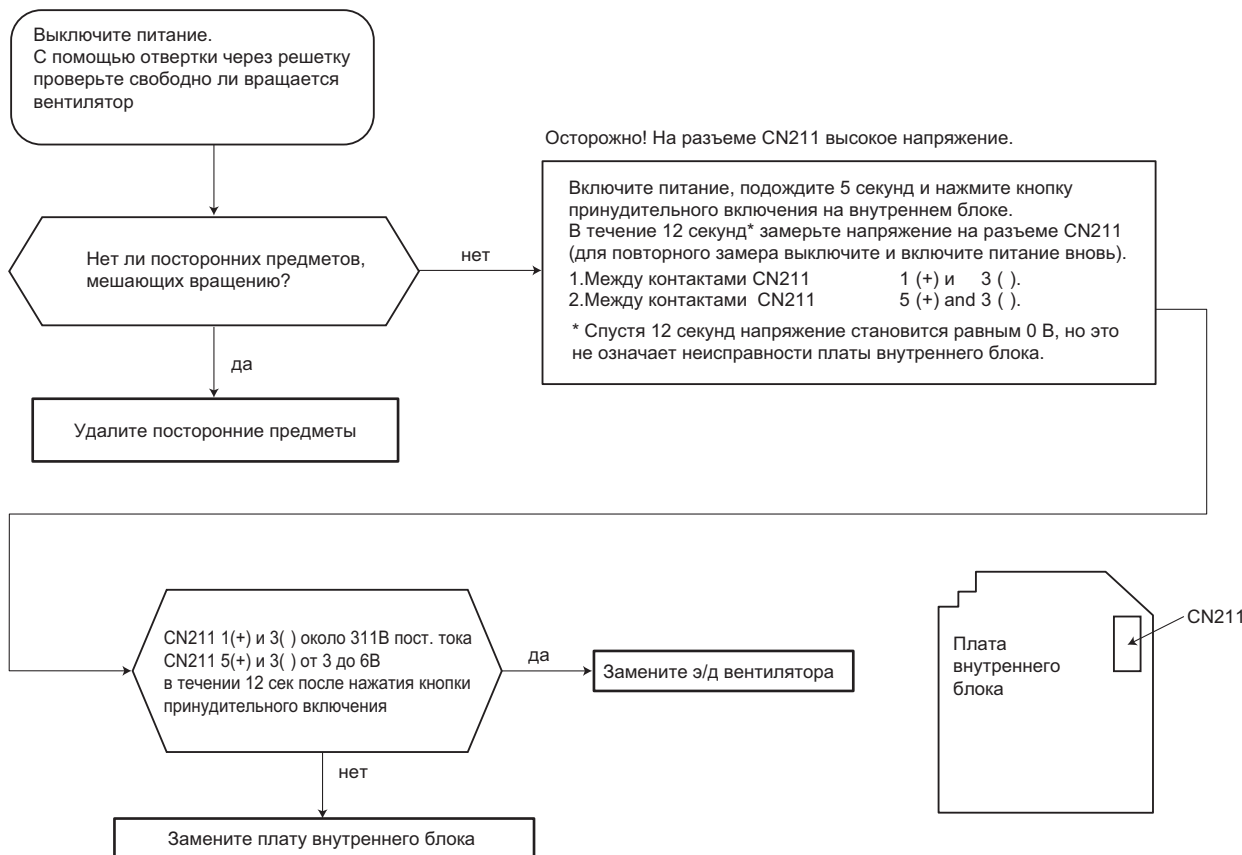 Выключите питание.
С помощью отвертки через решетку
проверьте свободно ли вращается
вентилятор
Нет ли посторонних предметов,
мешающих вращению?
нет
да
Удалите посторонние предметы
Осторожно! На разъеме CN211 высокое напряжение.
Включите питание, подождите 5 секунд и нажмите кнопку
принудительного включения на внутреннем блоке.
В течение 12 секунд* замерьте напряжение на разъеме CN211
(для повторного замера выключите и включите питание вновь).
1.Между контактами CN211 1 (+) и 3 ( ).
2.Между контактами CN211 5 (+) and 3 ( ).
* Спустя 12 секунд напряжение становится равным 0 В, но это
не означает неисправности платы внутреннего блока.
CN211 1(+) и 3( ) около 311В пост. тока
CN211 5(+) и 3( ) от 3 до 6В
в течении 12 сек после нажатия кнопки
принудительного включения
да
Замените э/д вентилятора
нет
Замените плату внутреннего блока
CN211
Плата
внутреннего
блока